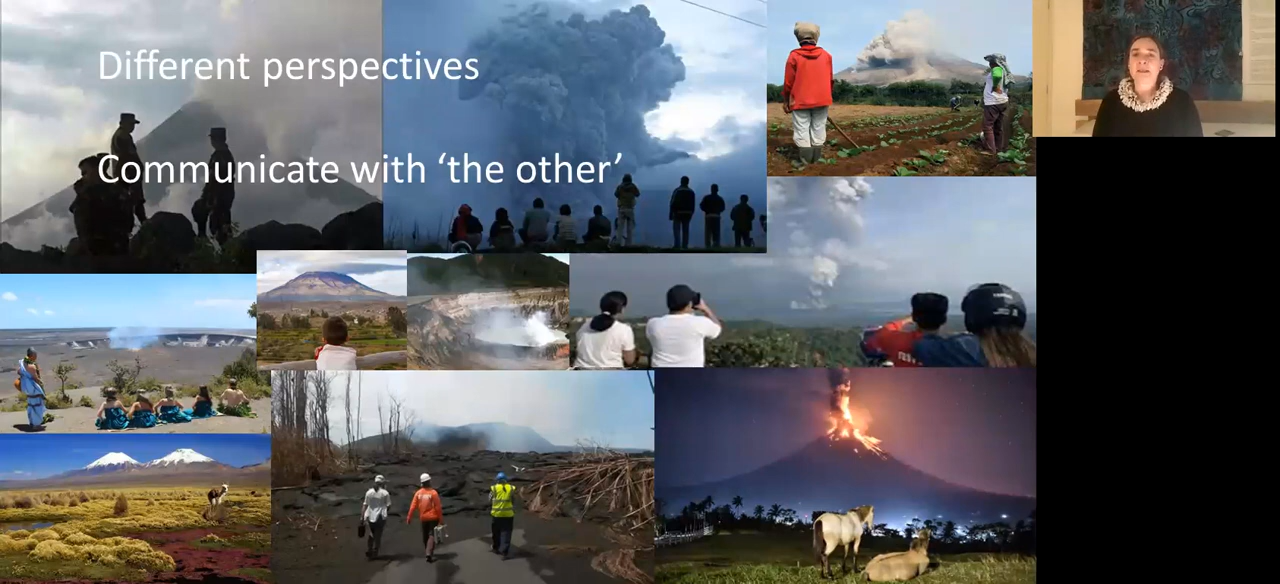 Different perspectives
Communicate with ‘the other’